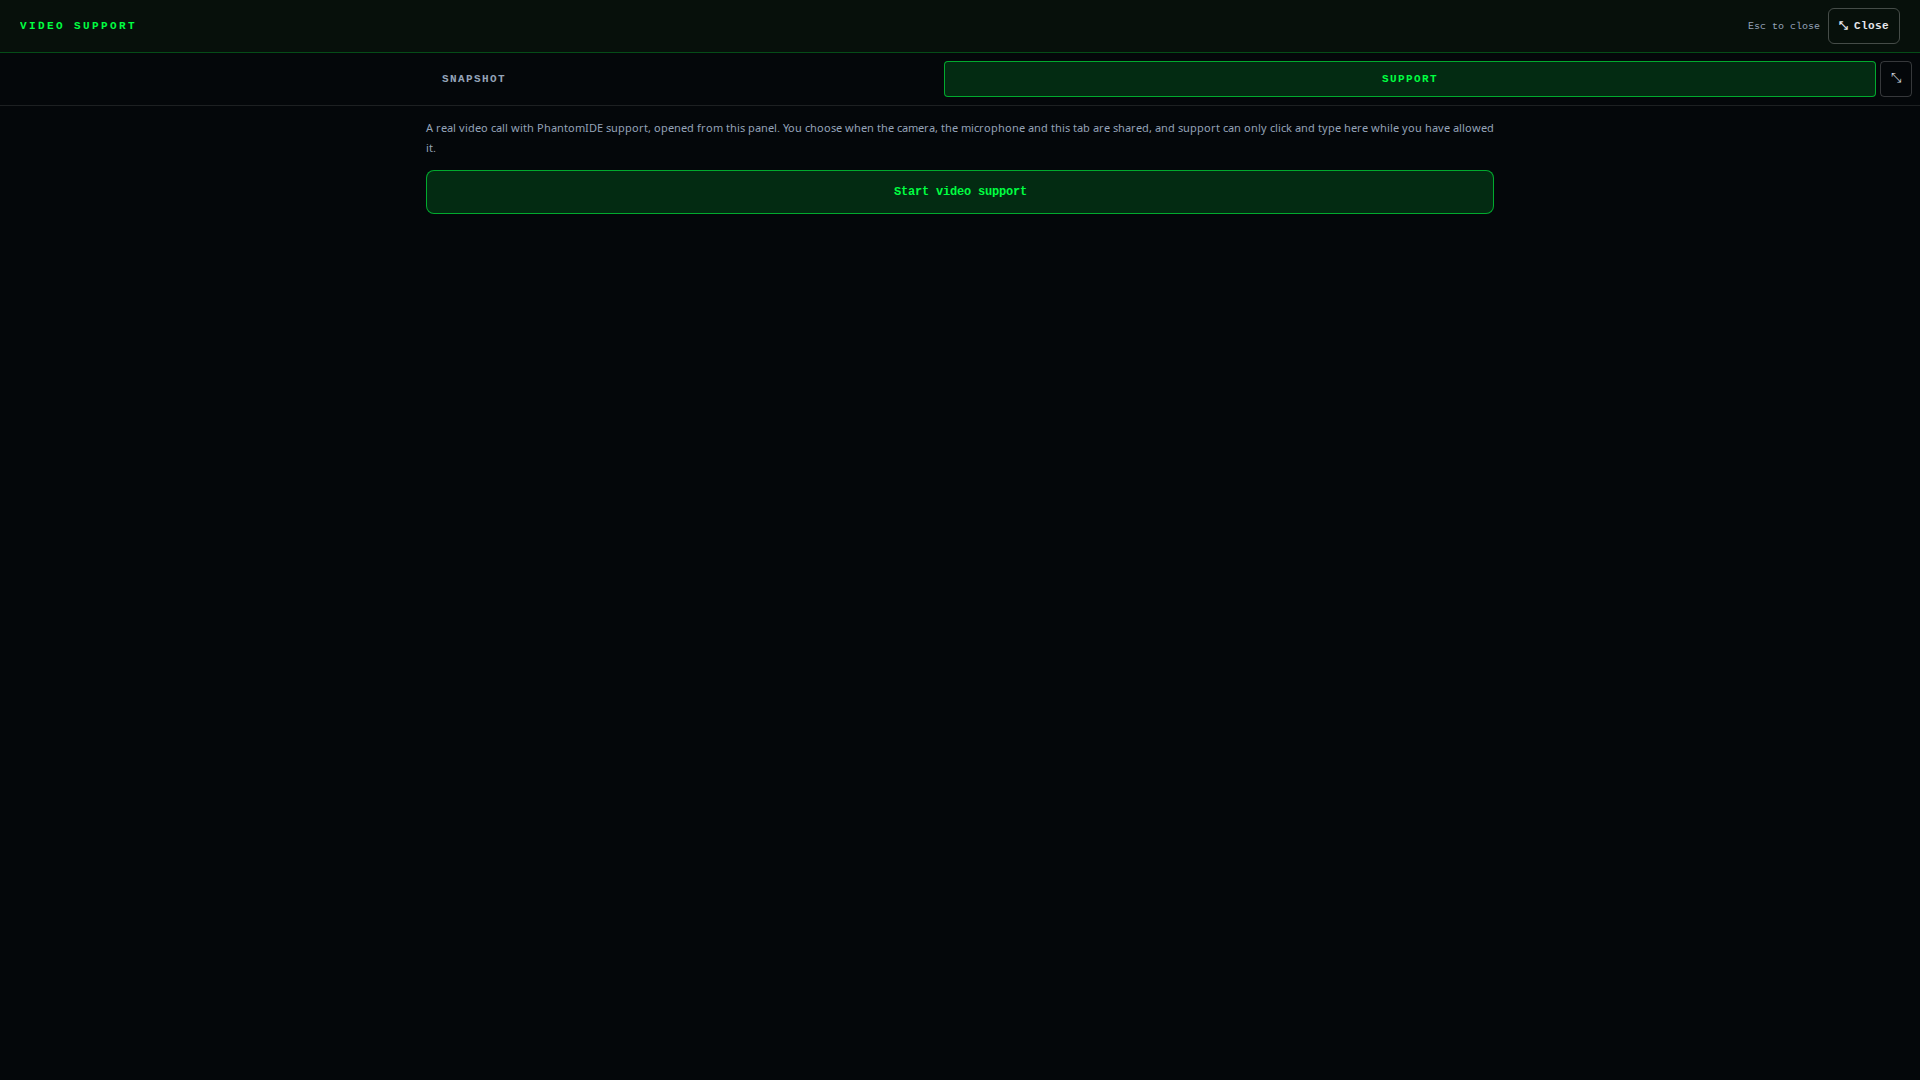 VIDEO SUPPORT
Esc to close
Close
SNAPSHOT
SUPPORT
A real video call with PhantomIDE support, opened from this panel. You choose when the camera, the microphone and this tab are shared, and support can only click and type here while you have allowed
it.
Start video support